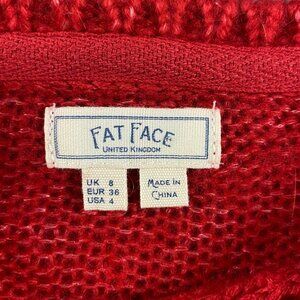 FAT FACE
UNITED KINGDOM
UK 8
EUR 36
USA 4
MADE IN
CHINA